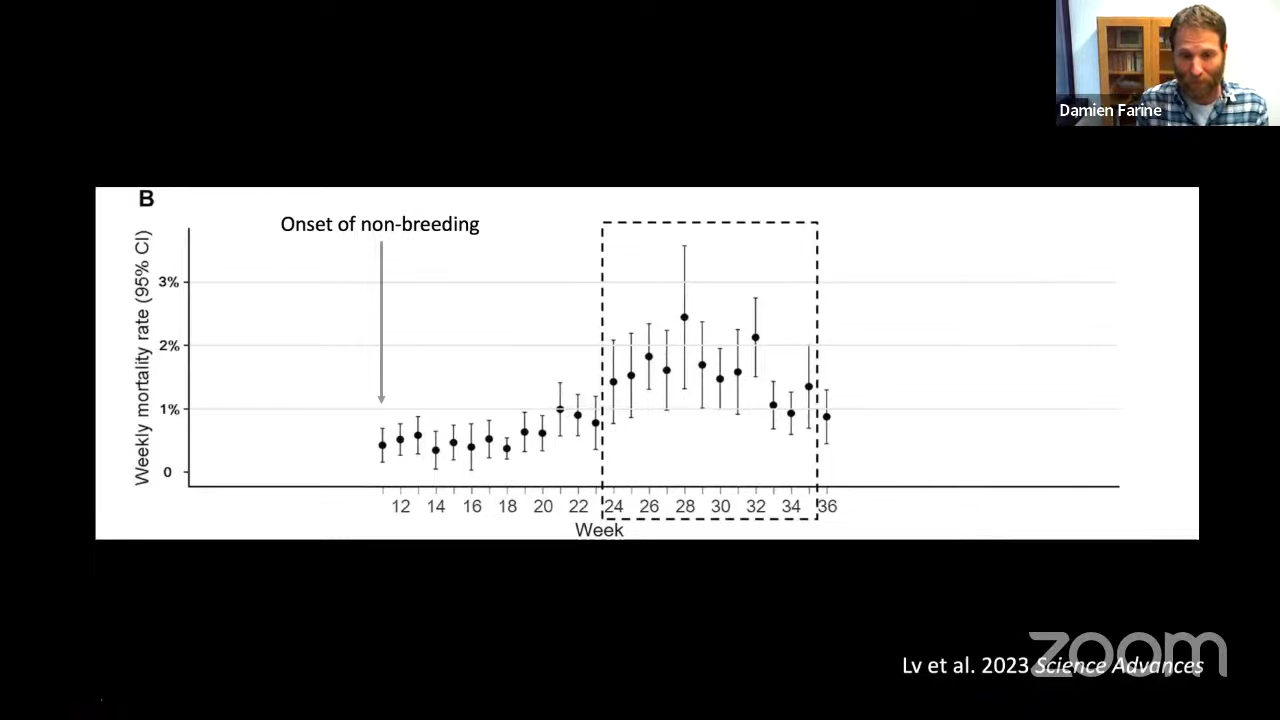 Damien Farine
B
Onset of non-breeding
Weekly mortality rate (95% CI)
3%
2%
1%
0
12 14 16 18 20 22 24 26 28 30 32 34 36
Week
Lv et al. 2023 Science Advances
zoom